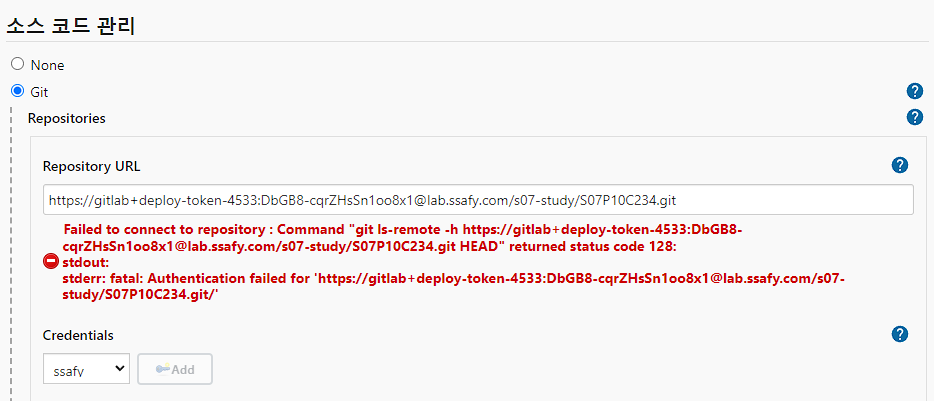 소스 코드 관리
None
Git
Repositories
Repository URL
https://gitlab+deploy-token-4533:DbGB8-cqrZHsSn1oo8x1@lab.ssafy.com/s07-study/S07P10C234.git
Failed to connect to repository : Command "git ls-remote -h https://gitlab+deploy-token-4533:DbGB8-
cqrZHsSn1oo8x1@lab.ssafy.com/s07-study/S07P10C234.git HEAD" returned status code 128:
stdout:
stderr: fatal: Authentication failed for 'https://gitlab+deploy-token-4533:DbGB8-cqrZHsSn1oo8x1@lab.ssafy.com/s07-
study/S07P10C234.git/'
Credentials
ssafy
Add